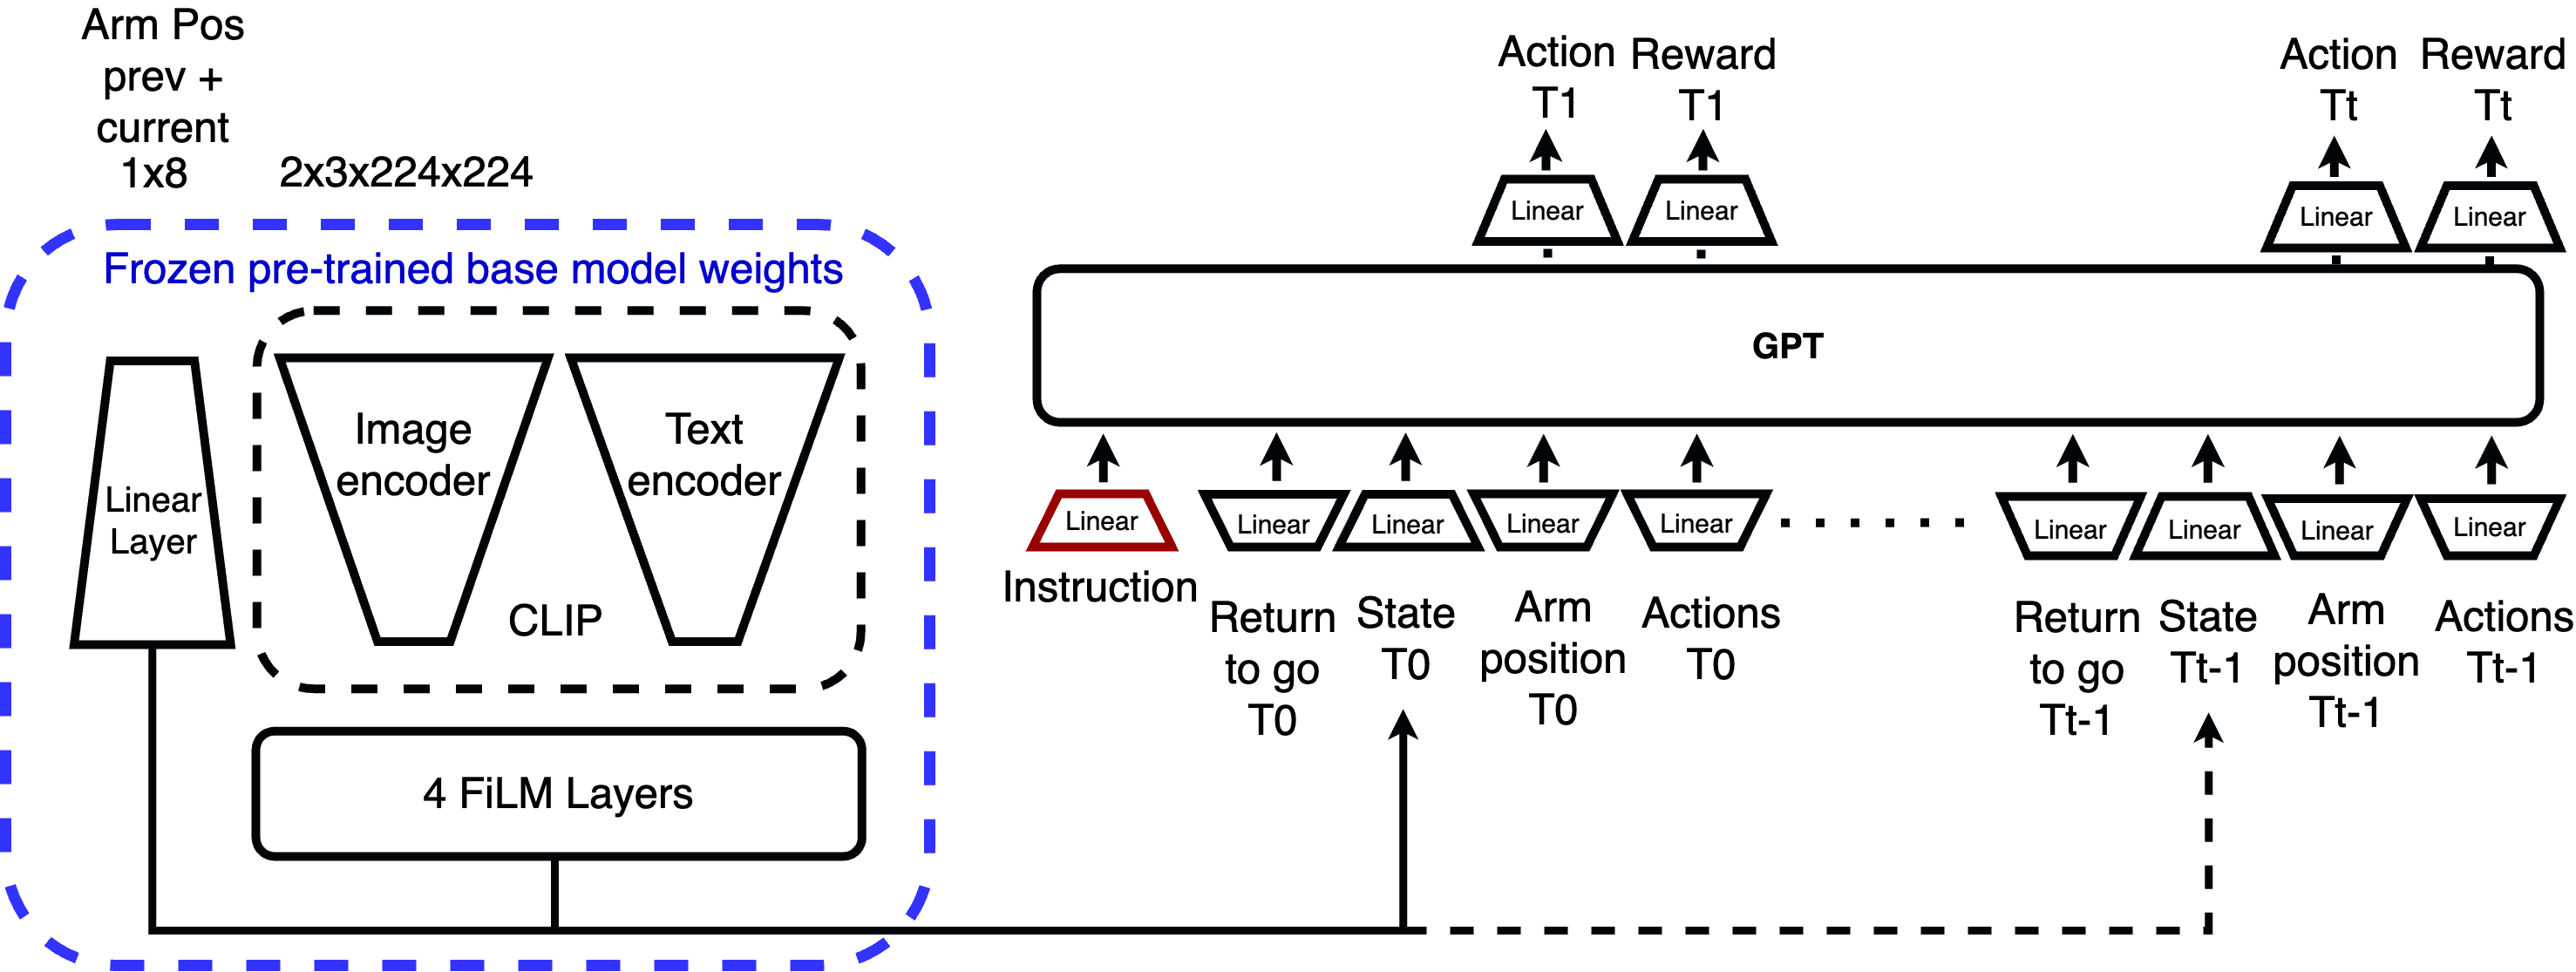 Arm Pos
prev +
current
1x8
2x3x224x224
Frozen pre-trained base model weights
Linear
Layer
Image
encoder
Text
encoder
CLIP
4 FiLM Layers
Action
T1
Reward
T1
Action
Tt
Reward
Tt
Linear
Linear
Linear
Linear
GPT
Linear
Linear
Linear
Linear
Linear
Linear
Linear
Linear
Linear
Instruction
Return
to go
T0
State
T0
Arm
position
T0
Actions
T0
Return
to go
Tt-1
State
Tt-1
Arm
position
Tt-1
Actions
Tt-1